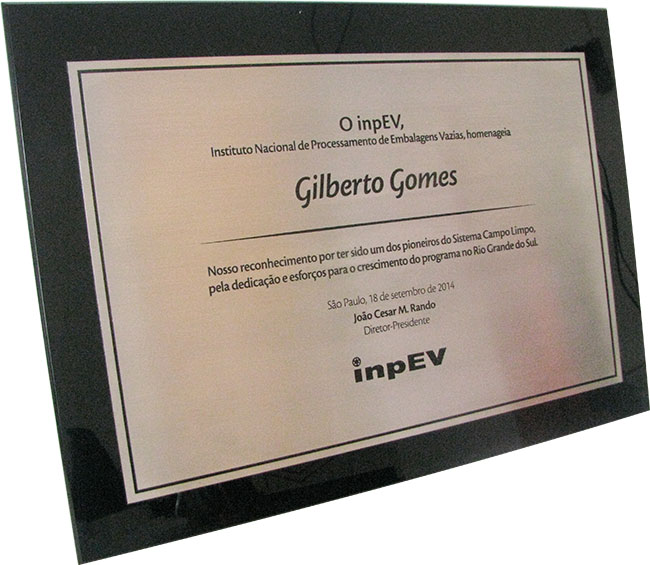 O inpEV,
Instituto Nacional de Processamento de Embalagens Vazias, homenageia
Gilberto Gomes
Nosso reconhecimento por ter sido um dos pioneiros do Sistema Campo Limpo,
pela dedicação e esforços para o crescimento do programa no Rio Grande do Sul.
São Paulo, 18 de setembro de 2014
João Cesar M. Rando
Diretor-Presidente
inpEV